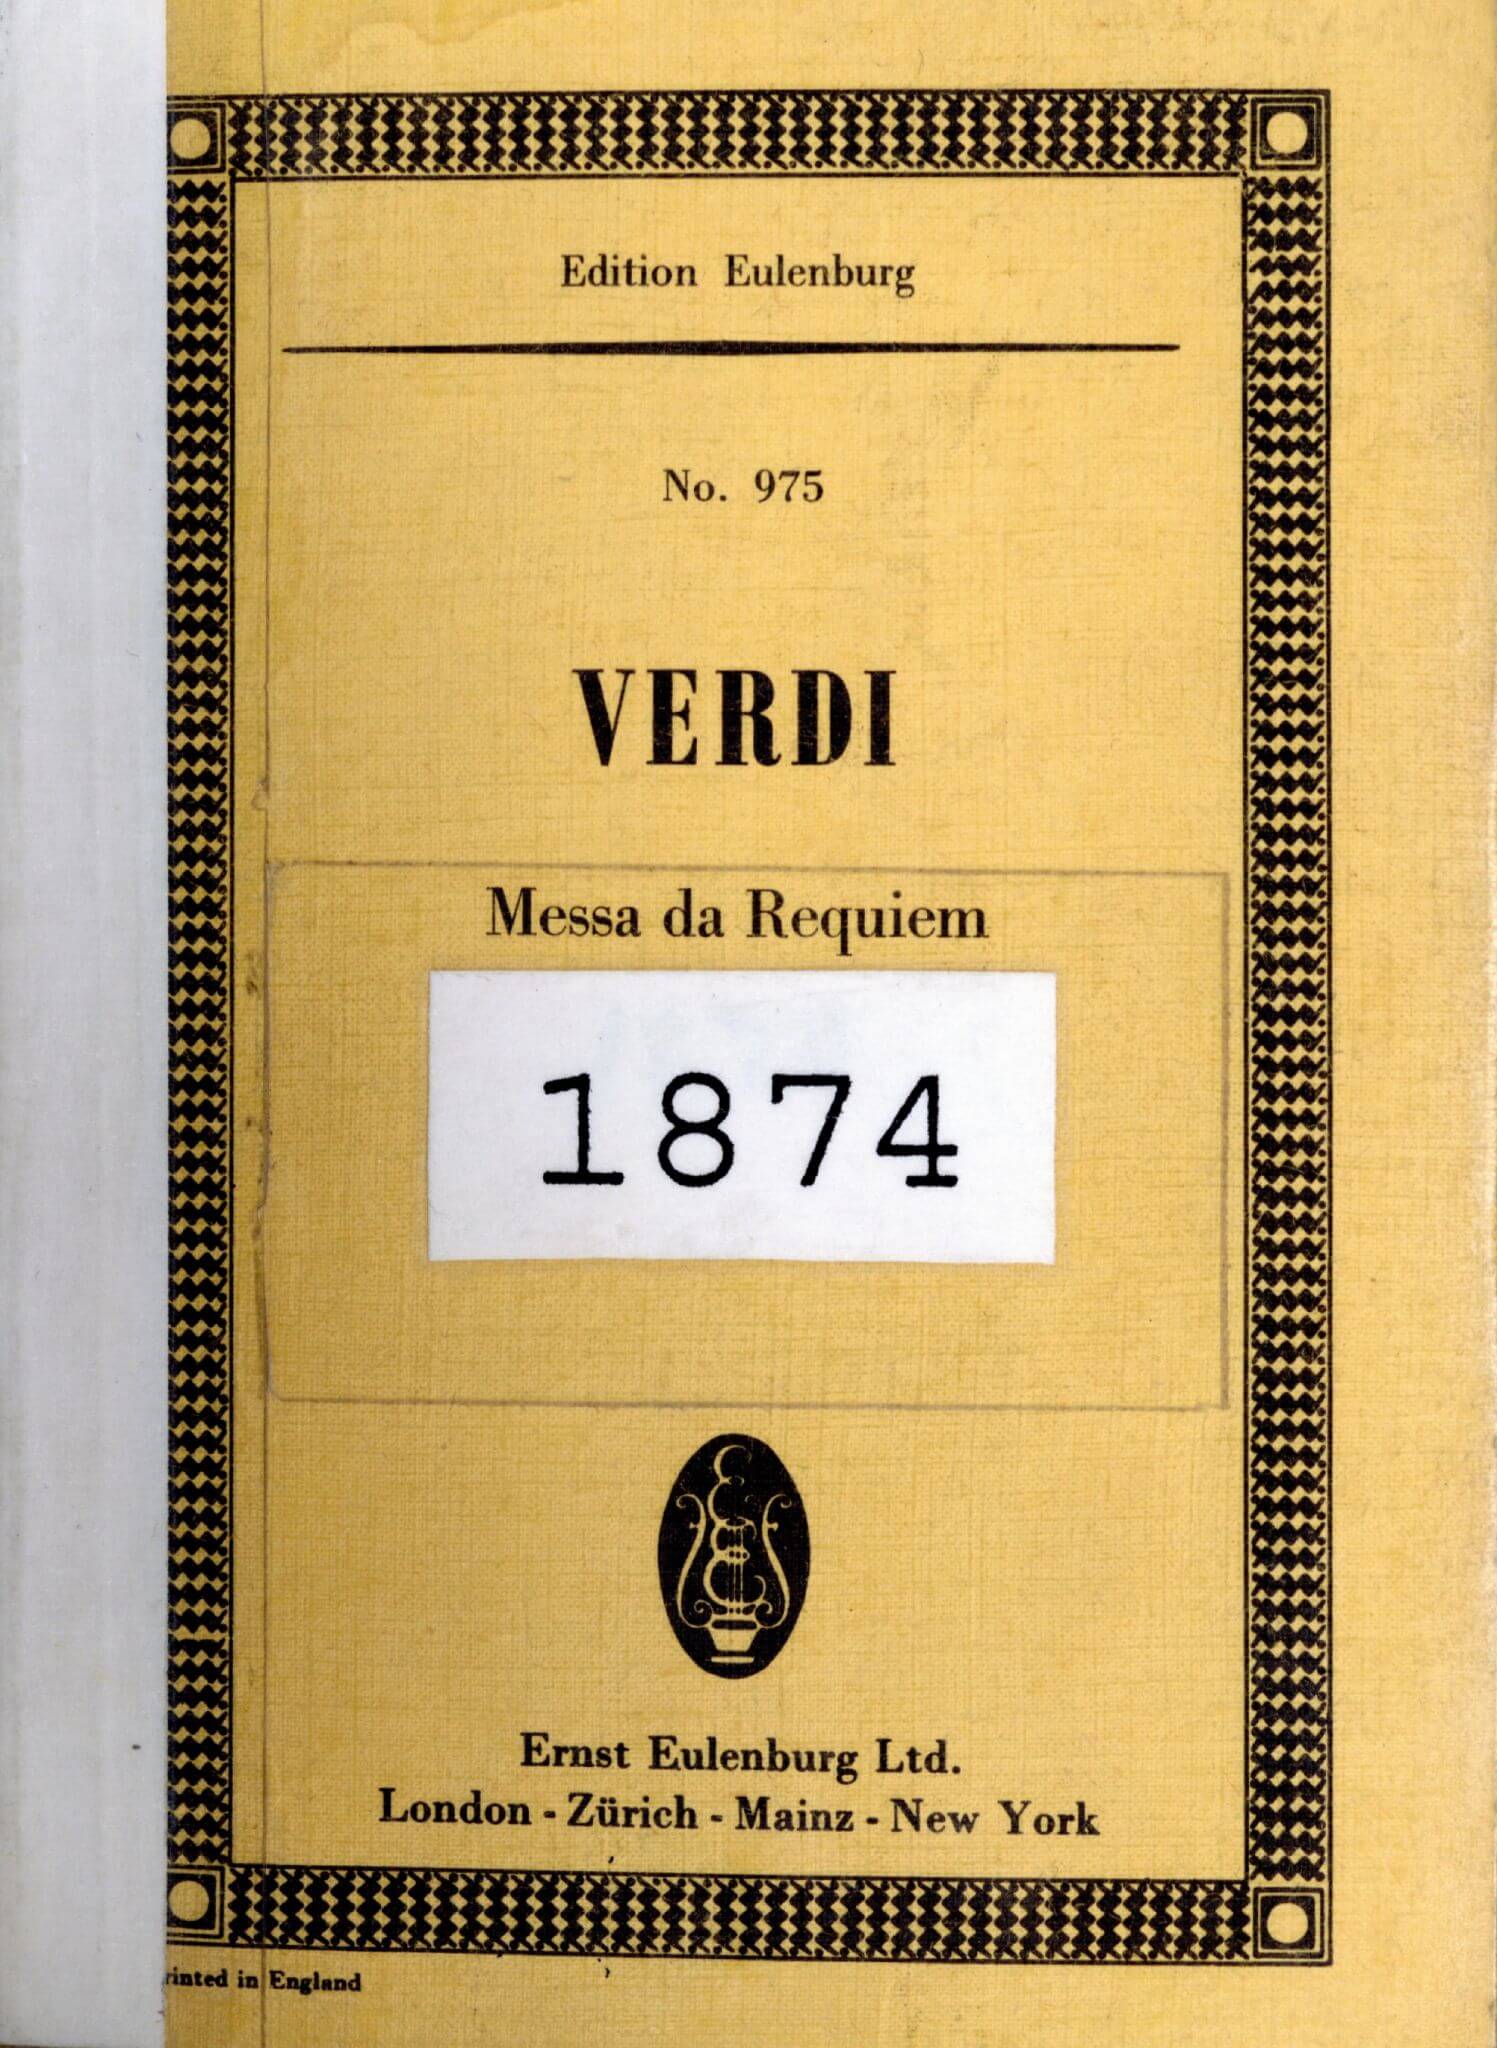 Edition Eulenburg
No. 975
VERDI
Messa da Requiem
1874
Ernst Eulenburg Ltd.
London - Zürich - Mainz - New York
rinted in England